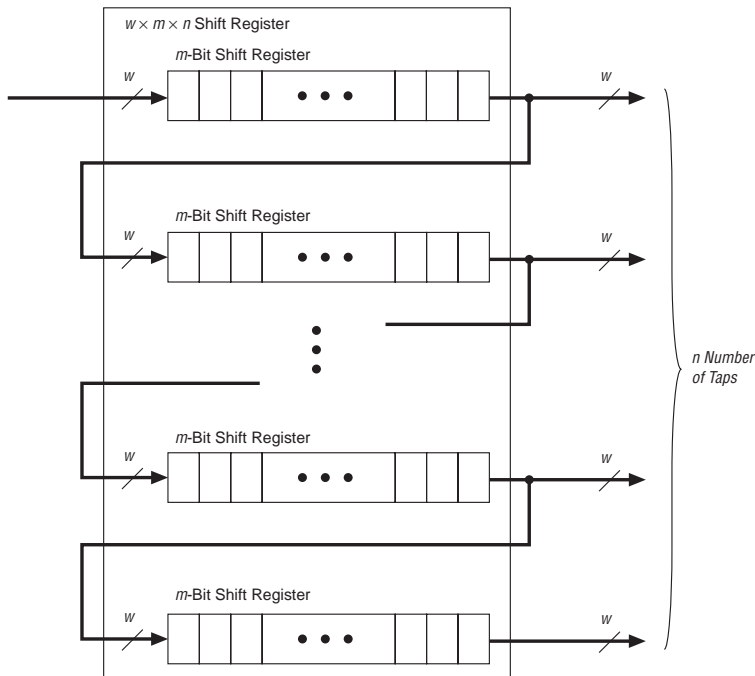 w × m × n Shift Register
m-Bit Shift Register
w
w
m-Bit Shift Register
w
w
n Number
of Taps
m-Bit Shift Register
w
w
m-Bit Shift Register
w
w